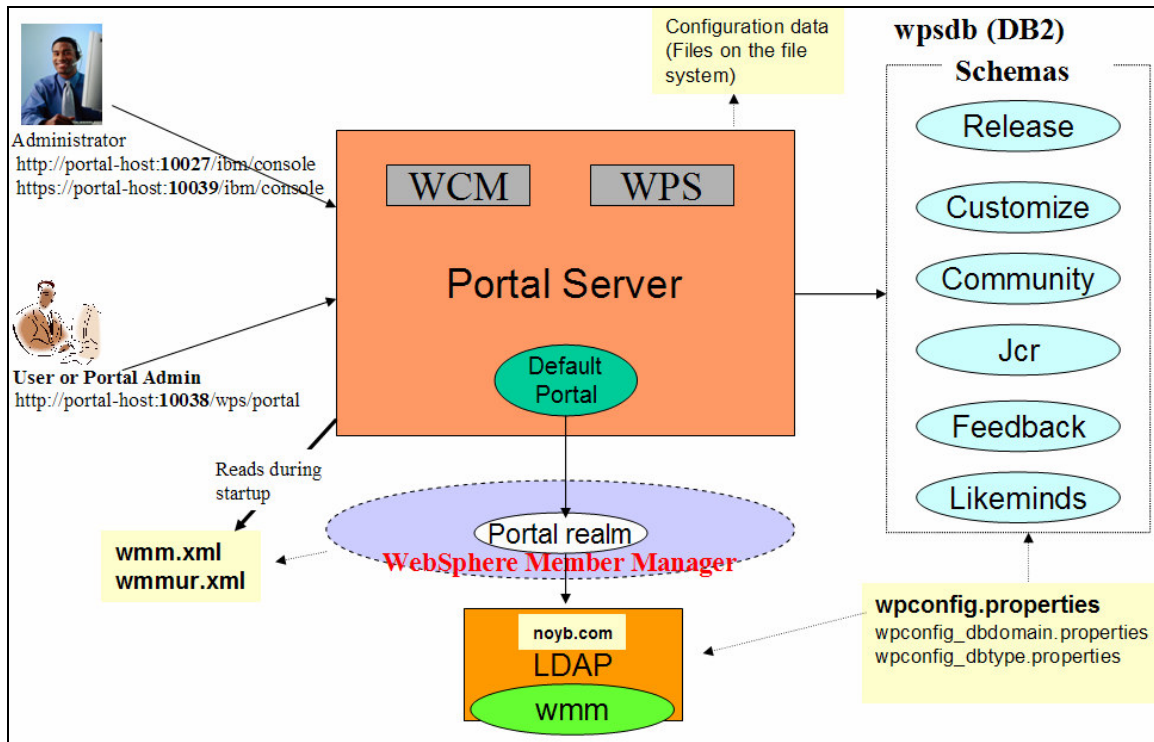 Configuration data
(Files on the file
system)
wpsdb (DB2)
Schemas
Administrator
http://portal-host:10027/ibm/console
https://portal-host:10039/ibm/console
WCM
WPS
Portal Server
Default
Portal
Release
Customize
Community
Jcr
Feedback
Likeminds
User or Portal Admin
http://portal-host:10038/wps/portal
Reads during
startup
wmm.xml
wmmur.xml
Portal realm
WebSphere Member Manager
noyb.com
LDAP
wmm
wpconfig.properties
wpconfig_dbdomain.properties
wpconfig_dbtype.properties